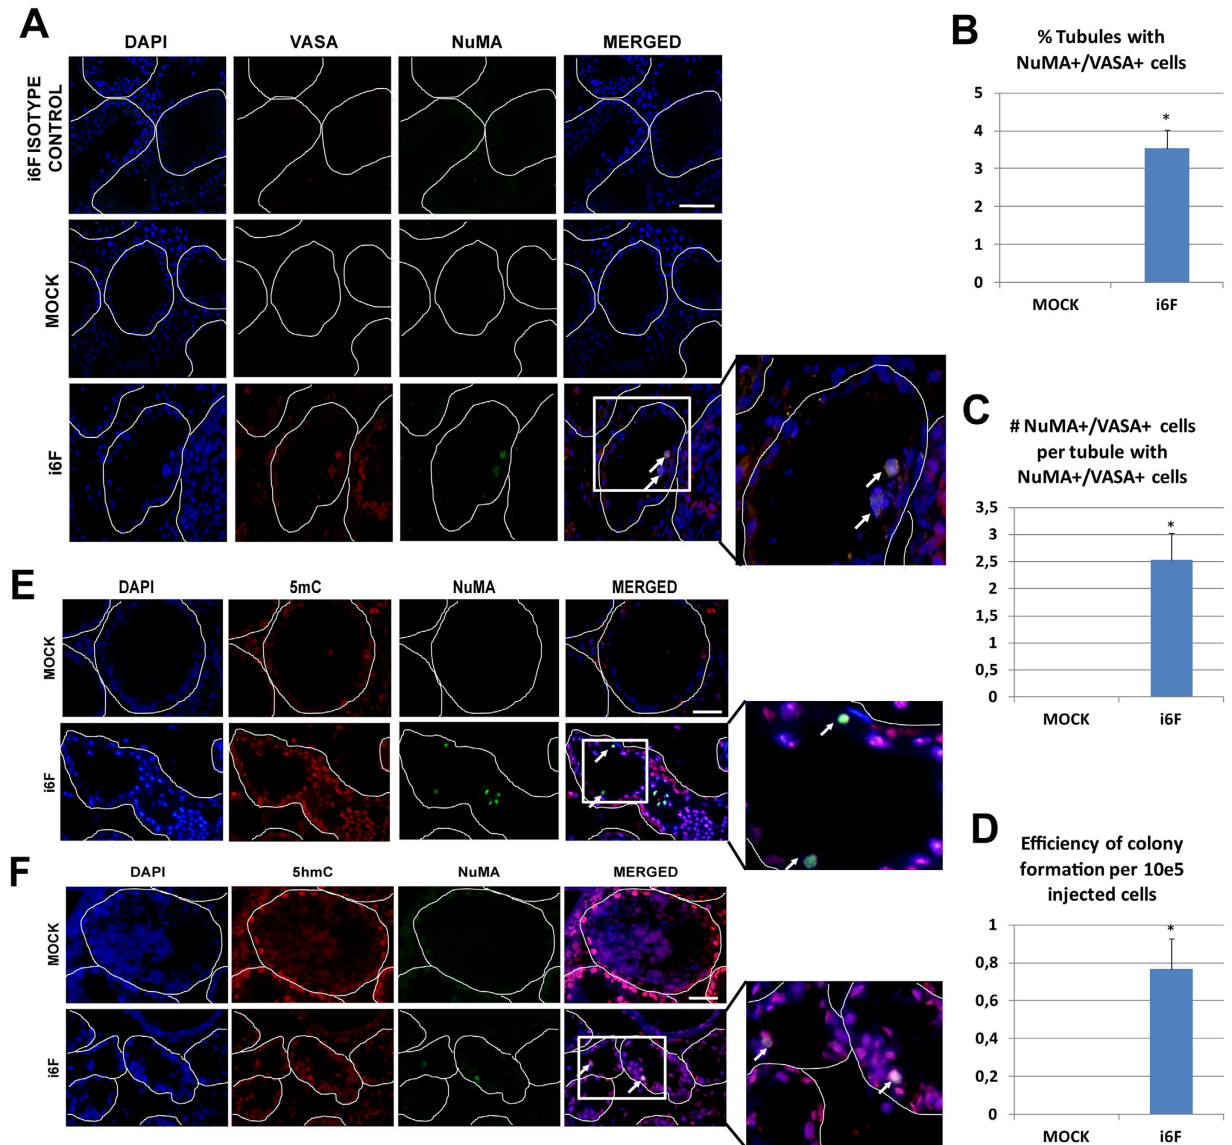 A
DAPI VASA NuMA MERGED
i6F ISOTYPE
CONTROL
MOCK
i6F
B
% Tubules with
NuMA+/VASA+ cells
5
4
3
2
1
0
*
MOCK i6F
C
# NuMA+/VASA+ cells
per tubule with
NuMA+/VASA+ cells
3,5
3
2,5
2
1,5
1
0,5
0
*
MOCK i6F
E
DAPI 5mC NuMA MERGED
MOCK
i6F
F
DAPI 5hmC NuMA MERGED
MOCK
i6F
D
Efficiency of colony
formation per 10e5
injected cells
1
0,8
0,6
0,4
0,2
0
*
MOCK i6F